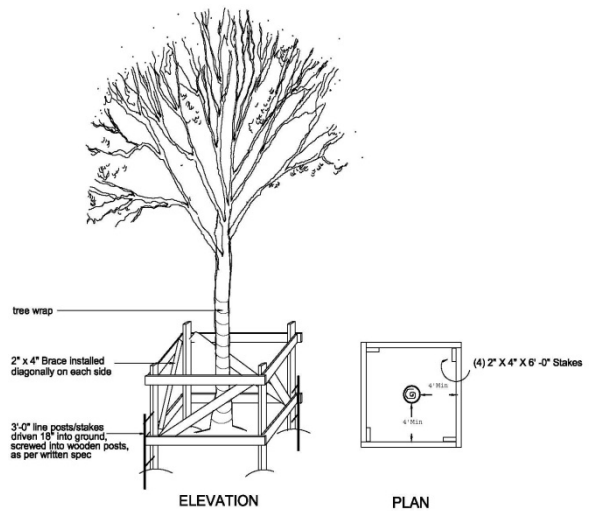 tree wrap
2" x 4" Brace installed
diagonally on each side
(4) 2" X 4" X 6' -0" Stakes
4'Min
4'Min
3'-0" line posts/stakes
driven 18" into ground,
screwed into wooden posts,
as per written spec
ELEVATION
PLAN